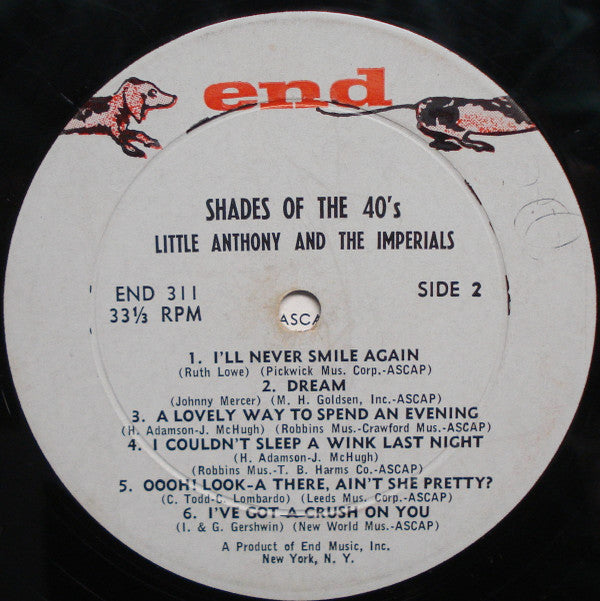 end
SHADES OF THE 40's
LITTLE ANTHONY AND THE IMPERIALS
END 311
SIDE 2
33⅓ RPM
ASCA
1. I'LL NEVER SMILE AGAIN
(Ruth Lowe) (Pickwick Mus. Corp.-ASCAP)
2. DREAM
(Johnny Mercer) (M. H. Goldsen, Inc.-ASCAP)
3. A LOVELY WAY TO SPEND AN EVENING
(H. Adamson-J. McHugh) (Robbins Mus.-Crawford Mus.-ASCAP)
4. I COULDN'T SLEEP A WINK LAST NIGHT
(H. Adamson-J. McHugh)
(Robbins Mus.-T. B. Harms Co.-ASCAP)
5. OOOH! LOOK-A THERE, AIN'T SHE PRETTY?
(C. Todd-C. Lombardo) (Leeds Mus. Corp.-ASCAP)
6. I'VE GOT A CRUSH ON YOU
(I. & G. Gershwin) (New World Mus.-ASCAP)
A Product of End Music, Inc.
New York, N. Y.